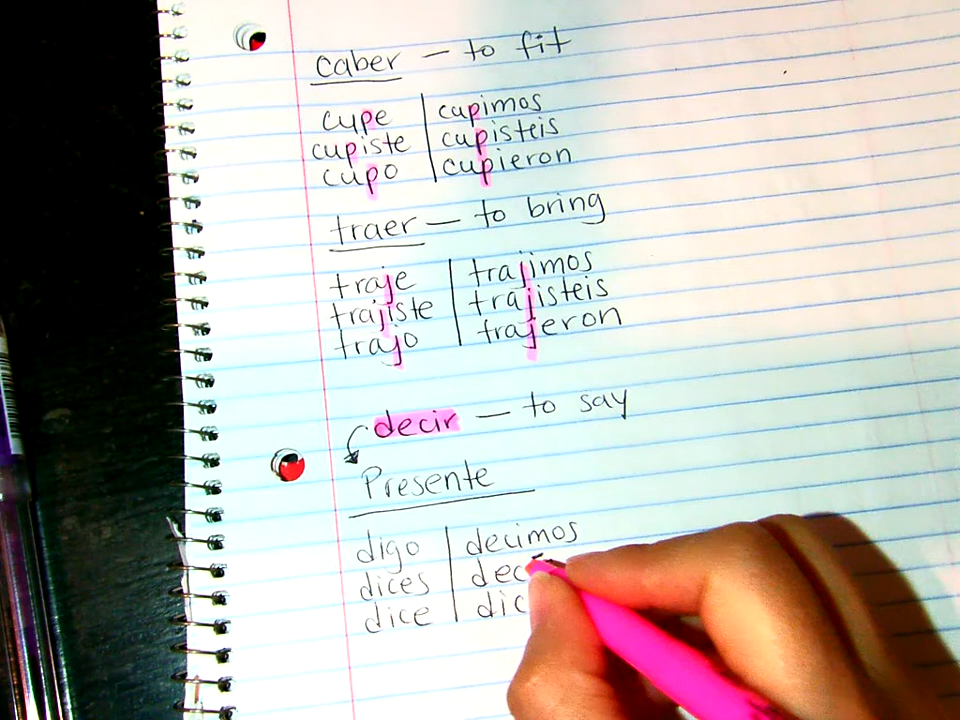 caber — to fit
cupe | cupimos
cupiste | cupisteis
cupo | cupieron
traer — to bring
traje | trajimos
trajiste | trajisteis
trajo | trajeron
decir — to say
Presente
digo | decimos
dices |
dice |